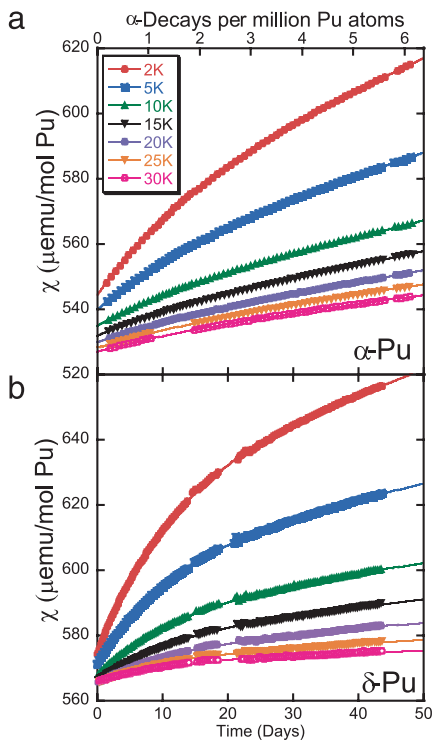 α-Decays per million Pu atoms
a
0 1 2 3 4 5 6
620
600
580
560
540
520
χ (μemu/mol Pu)
2K
5K
10K
15K
20K
25K
30K
α-Pu
b
640
620
600
580
560
χ (μemu/mol Pu)
δ-Pu
0 10 20 30 40 50
Time (Days)